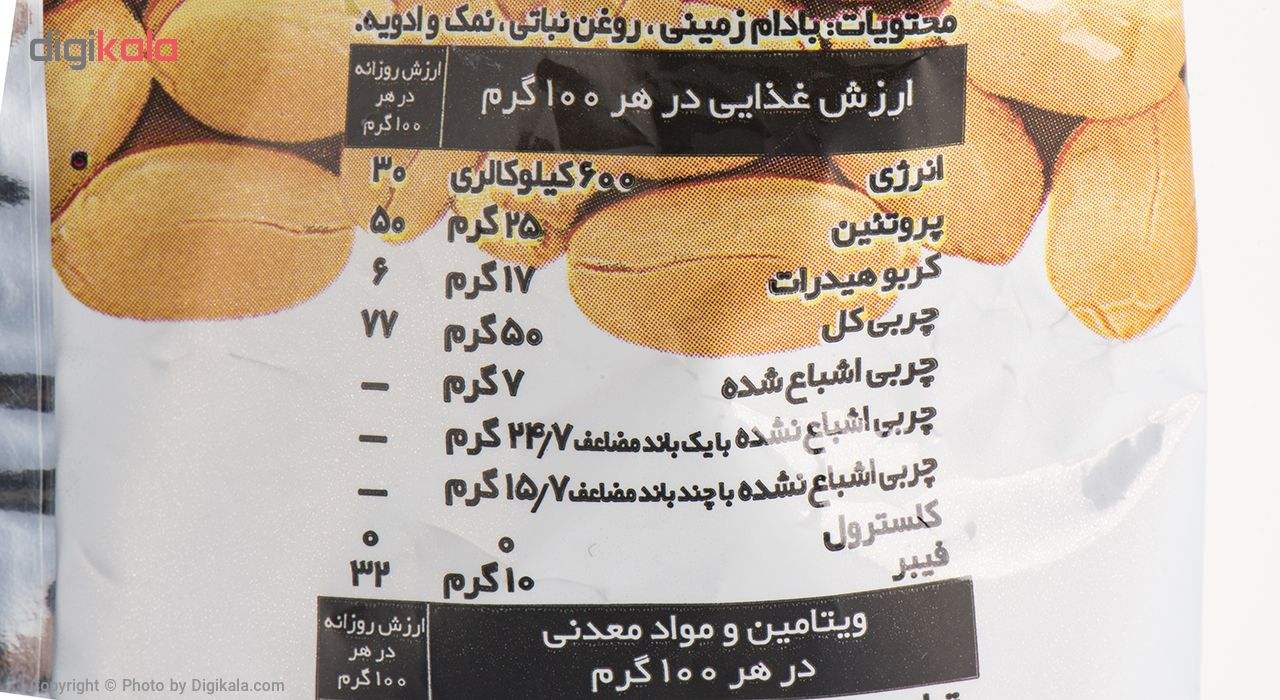 digikala
محتویات: بادام زمینی، روغن نباتی، نمک و ادویه.
ارزش غذایی در هر ۱۰۰ گرم
ارزش روزانه
در هر
۱۰۰ گرم
انرژی ۶۰۰ کیلوکالری ۳۰
پروتئین ۲۵ گرم ۵۰
کربو هیدرات ۱۷ گرم ۶
چربی کل ۵۰ گرم ۷۷
چربی اشباع شده ۷ گرم —
چربی اشباع نشده با یک باند مضاعف ۲۴٫۷ گرم —
چربی اشباع نشده با چند باند مضاعف ۱۵٫۷ گرم —
کلسترول ۰ ۰
فیبر ۱۰ گرم ۳۲
ویتامین و مواد معدنی
در هر ۱۰۰ گرم
ارزش روزانه
در هر
۱۰۰ گرم
Copyright © Photo by Digikala.com